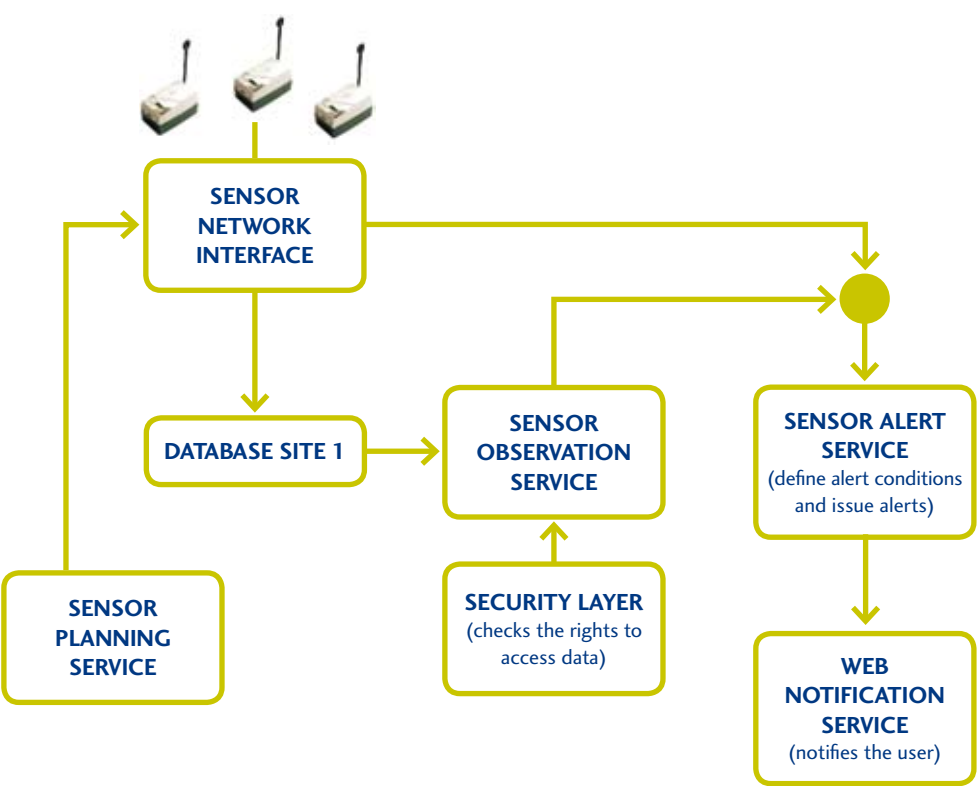 SENSOR
NETWORK
INTERFACE
DATABASE SITE 1
SENSOR
OBSERVATION
SERVICE
SENSOR ALERT
SERVICE
(define alert conditions
and issue alerts)
SENSOR
PLANNING
SERVICE
SECURITY LAYER
(checks the rights to
access data)
WEB
NOTIFICATION
SERVICE
(notifies the user)